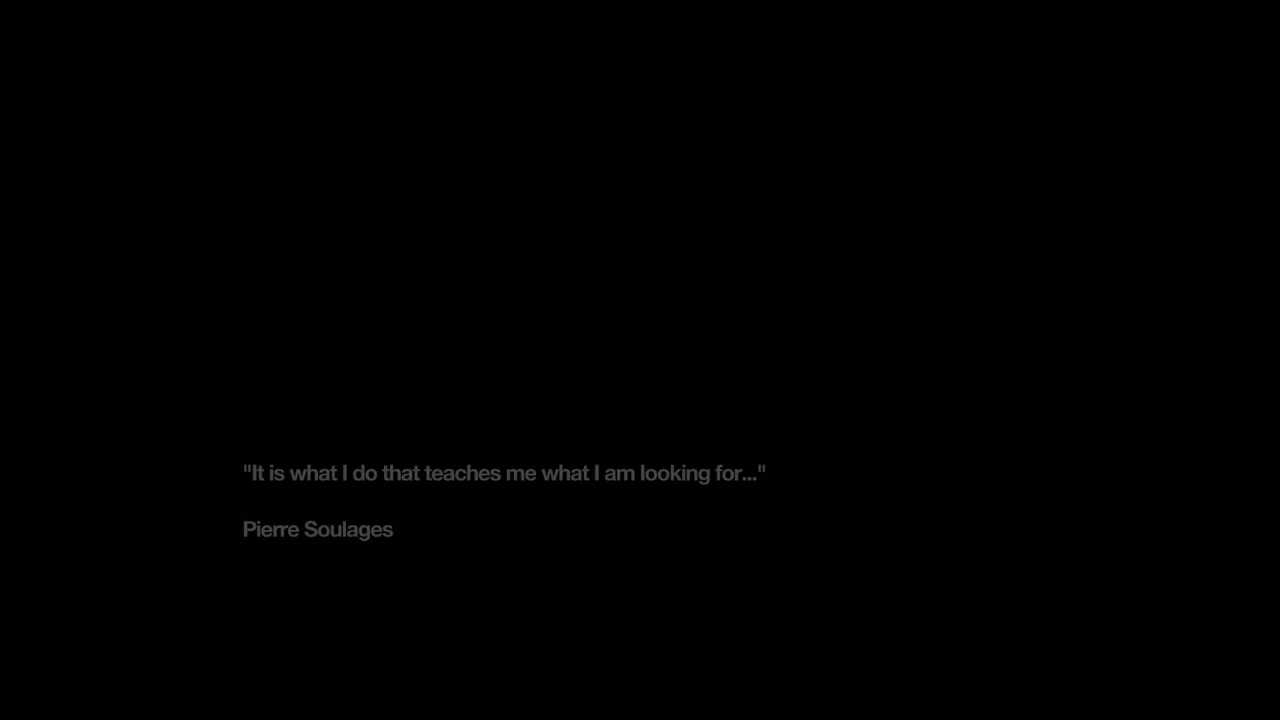 "It is what I do that teaches me what I am looking for..."
Pierre Soulages